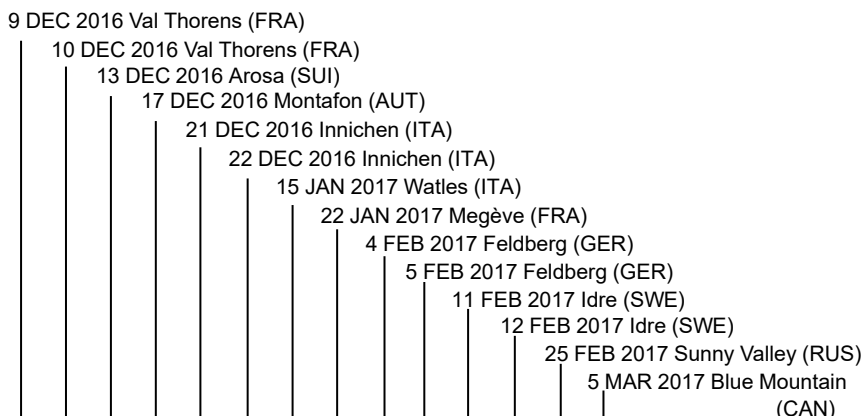 9 DEC 2016 Val Thorens (FRA)
10 DEC 2016 Val Thorens (FRA)
13 DEC 2016 Arosa (SUI)
17 DEC 2016 Montafon (AUT)
21 DEC 2016 Innichen (ITA)
22 DEC 2016 Innichen (ITA)
15 JAN 2017 Watles (ITA)
22 JAN 2017 Megève (FRA)
4 FEB 2017 Feldberg (GER)
5 FEB 2017 Feldberg (GER)
11 FEB 2017 Idre (SWE)
12 FEB 2017 Idre (SWE)
25 FEB 2017 Sunny Valley (RUS)
5 MAR 2017 Blue Mountain
(CAN)